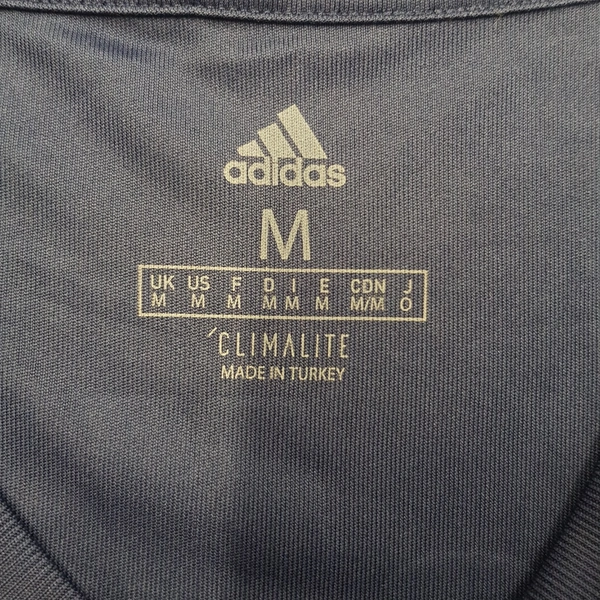 adidas
M
UK US F D I E CDN J
M M M M M M M/M O
CLIMALITE
MADE IN TURKEY